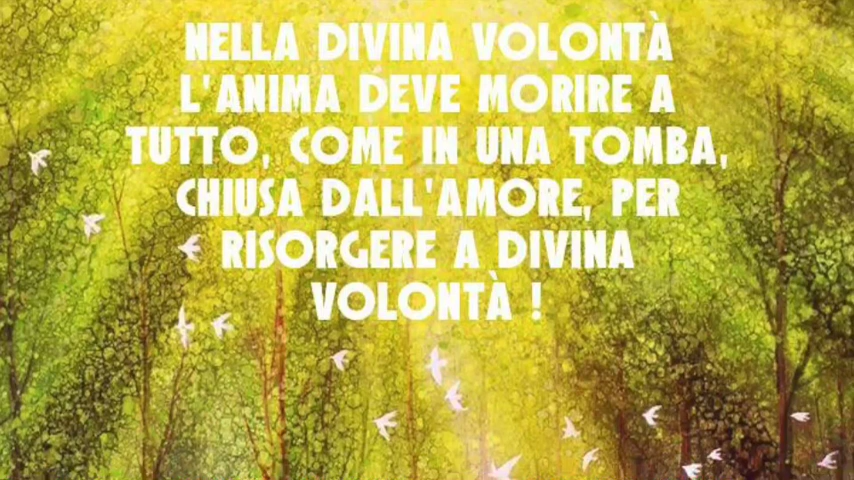 NELLA DIVINA VOLONTÀ
L'ANIMA DEVE MORIRE A
TUTTO, COME IN UNA TOMBA,
CHIUSA DALL'AMORE, PER
RISORGERE A DIVINA
VOLONTÀ !